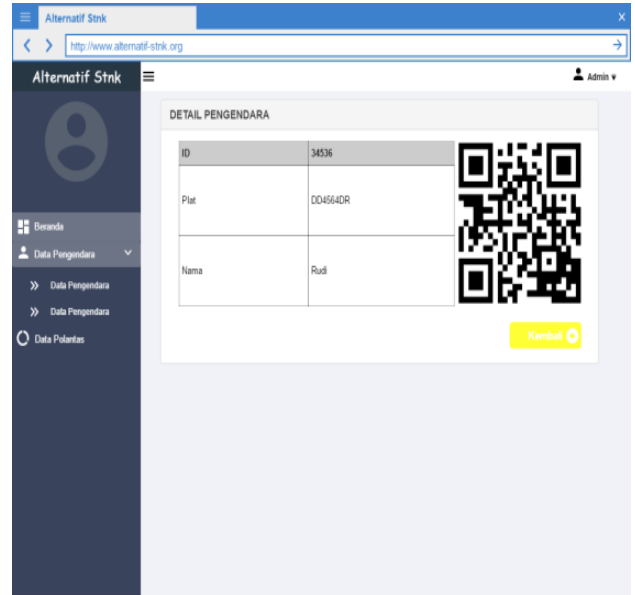 Alternatif Stnk
X
http://www.alternatif-stnk.org
Alternatif Stnk
Admin
DETAIL PENGENDARA
ID 34536
Plat DD4564DR
Nama Rudi
Beranda
Data Pengendara
Data Pengendara
Data Pengendara
Data Polantas
Kembali